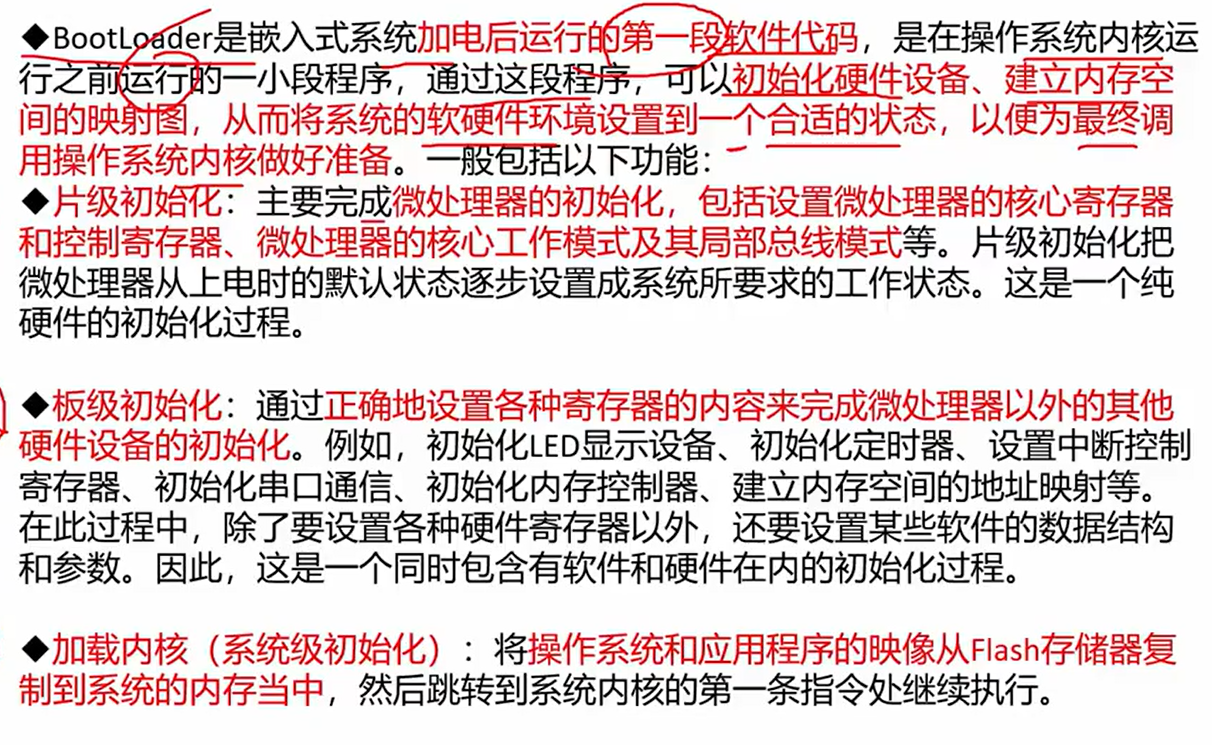 ◆BootLoader是嵌入式系统加电后运行的第一段软件代码，是在操作系统内核运
行之前运行的一小段程序，通过这段程序，可以初始化硬件设备、建立内存空
间的映射图，从而将系统的软硬件环境设置到一个合适的状态，以便为最终调
用操作系统内核做好准备。一般包括以下功能：
◆片级初始化：主要完成微处理器的初始化，包括设置微处理器的核心寄存器
和控制寄存器、微处理器的核心工作模式及其局部总线模式等。片级初始化把
微处理器从上电时的默认状态逐步设置成系统所要求的工作状态。这是一个纯
硬件的初始化过程。
◆板级初始化：通过正确地设置各种寄存器的内容来完成微处理器以外的其他
硬件设备的初始化。例如，初始化LED显示设备、初始化定时器、设置中断控制
寄存器、初始化串口通信、初始化内存控制器、建立内存空间的地址映射等。
在此过程中，除了要设置各种硬件寄存器以外，还要设置某些软件的数据结构
和参数。因此，这是一个同时包含有软件和硬件在内的初始化过程。
◆加载内核（系统级初始化）：将操作系统和应用程序的映像从Flash存储器复
制到系统的内存当中，然后跳转到系统内核的第一条指令处继续执行。